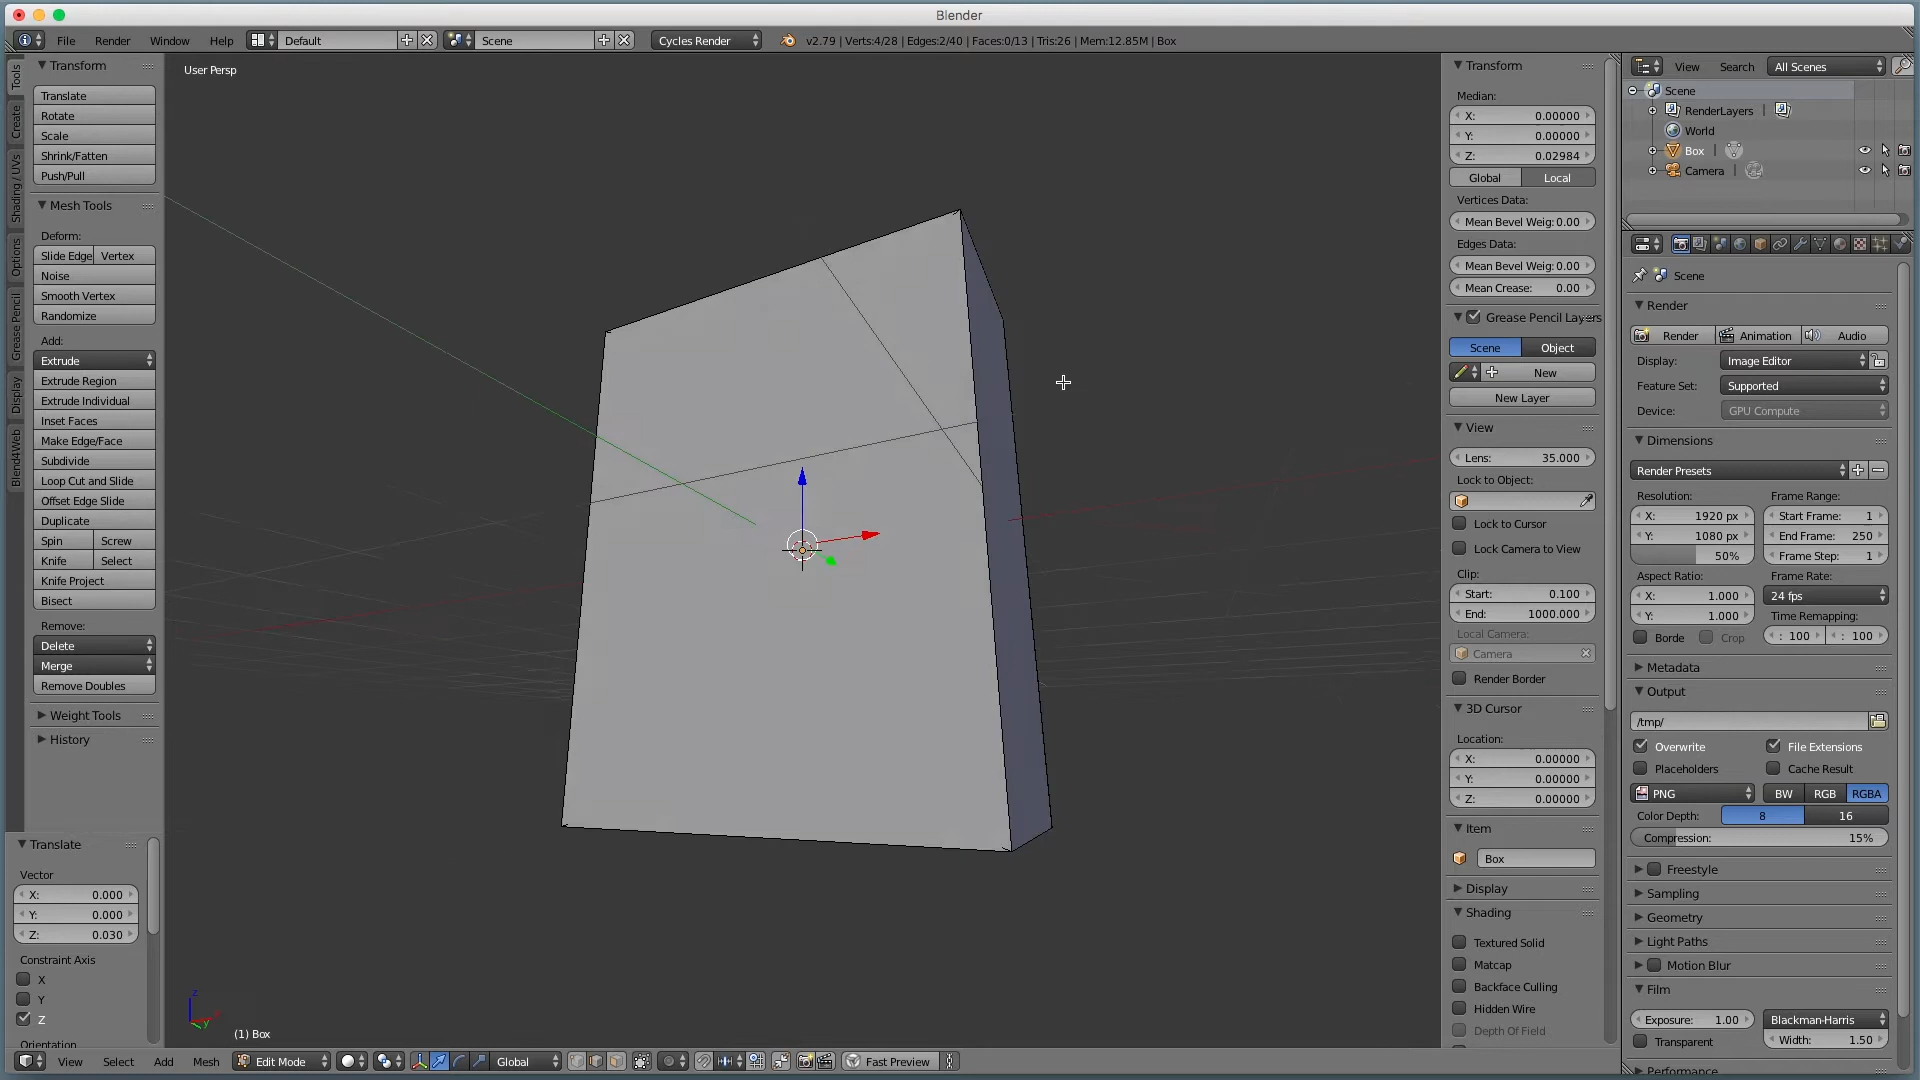 Blender
File Render Window Help Default Scene Cycles Render v2.79 | Verts:4/28 | Edges:2/40 | Faces:0/13 | Tris:26 | Mem:12.85M | Box
Tools
Create
Shading / UVs
Options
Grease Pencil
Display
Blend4Web
Transform
Translate
Rotate
Scale
Shrink/Fatten
Push/Pull
Mesh Tools
Deform:
Slide Edge Vertex
Noise
Smooth Vertex
Randomize
Add:
Extrude
Extrude Region
Extrude Individual
Inset Faces
Make Edge/Face
Subdivide
Loop Cut and Slide
Offset Edge Slide
Duplicate
Spin Screw
Knife Select
Knife Project
Bisect
Remove:
Delete
Merge
Remove Doubles
Weight Tools
History
Translate
Vector
X: 0.000
Y: 0.000
Z: 0.030
Constraint Axis
X
Y
Z
Orientation
User Persp
z
y
(1) Box
View Select Add Mesh Edit Mode Global Fast Preview
Transform
Median:
X: 0.00000
Y: 0.00000
Z: 0.02984
Global Local
Vertices Data:
Mean Bevel Weig: 0.00
Edges Data:
Mean Bevel Weig: 0.00
Mean Crease: 0.00
Grease Pencil Layers
Scene Object
New
New Layer
View
Lens: 35.000
Lock to Object:
Lock to Cursor
Lock Camera to View
Clip:
Start: 0.100
End: 1000.000
Local Camera:
Camera
Render Border
3D Cursor
Location:
X: 0.00000
Y: 0.00000
Z: 0.00000
Item
Box
Display
Shading
Textured Solid
Matcap
Backface Culling
Hidden Wire
Depth Of Field
View Search All Scenes
Scene
RenderLayers
World
Box
Camera
Scene
Render
Render Animation Audio
Display: Image Editor
Feature Set: Supported
Device: GPU Compute
Dimensions
Render Presets
Resolution: Frame Range:
X: 1920 px Start Frame: 1
Y: 1080 px End Frame: 250
50% Frame Step: 1
Aspect Ratio: Frame Rate:
X: 1.000 24 fps
Y: 1.000 Time Remapping:
Borde Crop : 100 : 100
Metadata
Output
/tmp/
Overwrite File Extensions
Placeholders Cache Result
PNG BW RGB RGBA
Color Depth: 8 16
Compression: 15%
Freestyle
Sampling
Geometry
Light Paths
Motion Blur
Film
Exposure: 1.00 Blackman-Harris
Transparent Width: 1.50
Performance